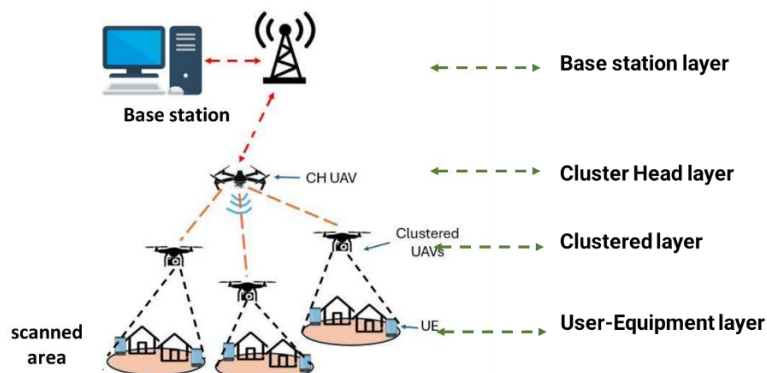 Base station layer
Base station
CH UAV
Cluster Head layer
Clustered
UAVs
Clustered layer
scanned
area
UE
User-Equipment layer